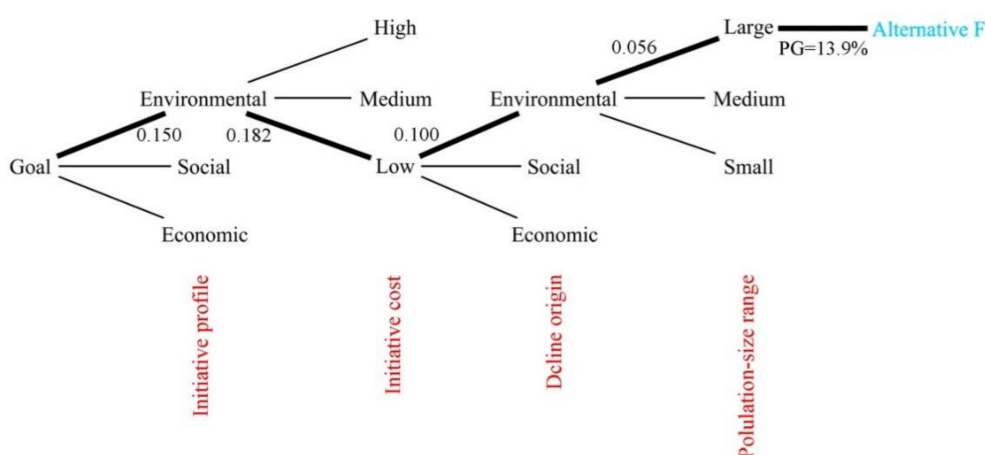 High
Large
PG=13.9%
Alternative F
0.056
Environmental
Medium
Environmental
Medium
0.150
0.182
0.100
Goal
Social
Low
Social
Small
Economic
Economic
Initiative profile
Initiative cost
Dcline origin
Polulation-size range